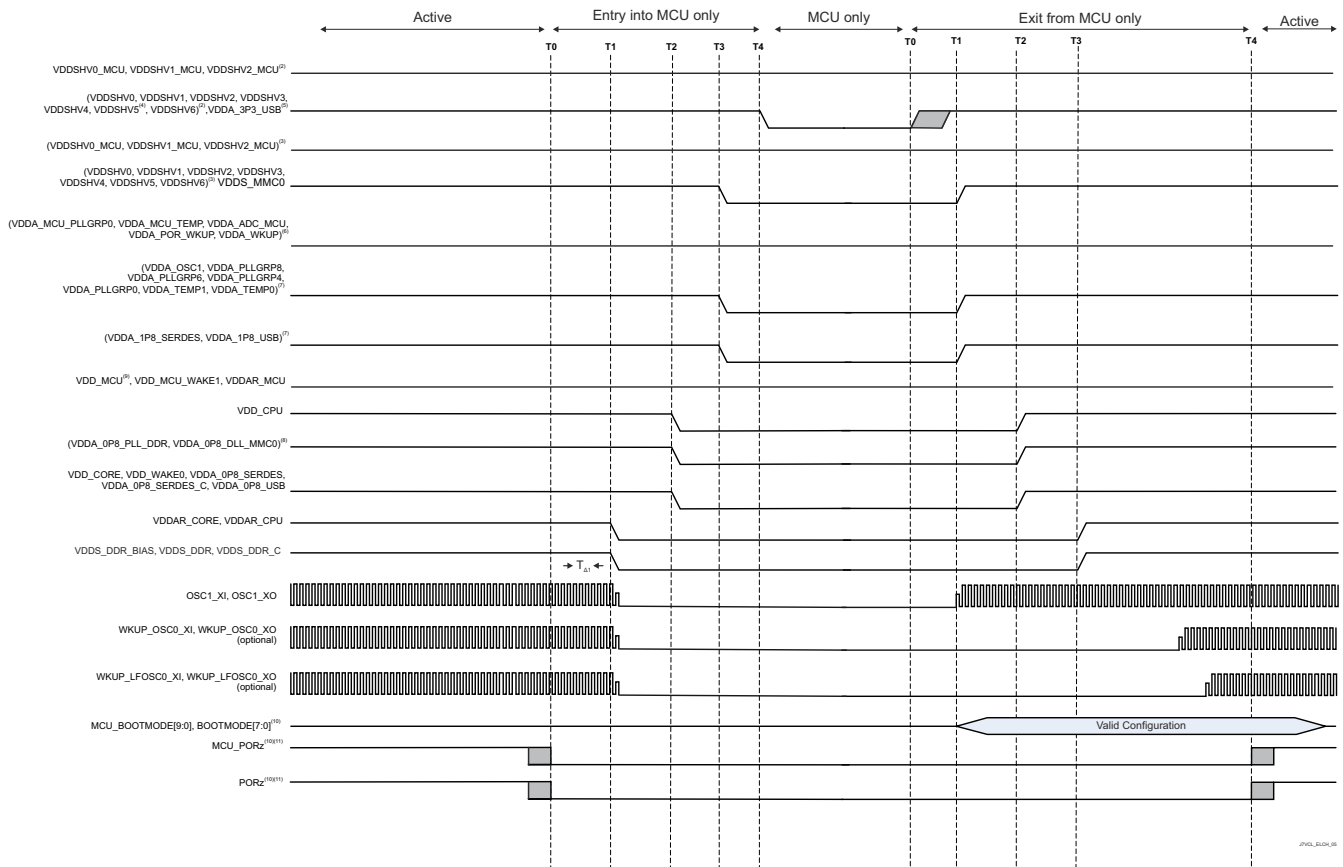 Active
Entry into MCU only
MCU only
Exit from MCU only
Active
T0
T1
T2
T3
T4
T0
T1
T2
T3
T4
VDDSHV0_MCU, VDDSHV1_MCU, VDDSHV2_MCU(2)
(VDDSHV0, VDDSHV1, VDDSHV2, VDDSHV3,
VDDSHV4, VDDSHV5(4), VDDSHV6)(2),VDDA_3P3_USB(5)
(VDDSHV0_MCU, VDDSHV1_MCU, VDDSHV2_MCU)(3)
(VDDSHV0, VDDSHV1, VDDSHV2, VDDSHV3,
VDDSHV4, VDDSHV5, VDDSHV6)(3) VDDS_MMC0
(VDDA_MCU_PLLGRP0, VDDA_MCU_TEMP, VDDA_ADC_MCU,
VDDA_POR_WKUP, VDDA_WKUP)(6)
(VDDA_OSC1, VDDA_PLLGRP8,
VDDA_PLLGRP6, VDDA_PLLGRP4,
VDDA_PLLGRP0, VDDA_TEMP1, VDDA_TEMP0)(7)
(VDDA_1P8_SERDES, VDDA_1P8_USB)(7)
VDD_MCU(9), VDD_MCU_WAKE1, VDDAR_MCU
VDD_CPU
(VDDA_0P8_PLL_DDR, VDDA_0P8_DLL_MMC0)(8)
VDD_CORE, VDD_WAKE0, VDDA_0P8_SERDES,
VDDA_0P8_SERDES_C, VDDA_0P8_USB
VDDAR_CORE, VDDAR_CPU
VDDS_DDR_BIAS, VDDS_DDR, VDDS_DDR_C
TΔ1
OSC1_XI, OSC1_XO
WKUP_OSC0_XI, WKUP_OSC0_XO
(optional)
WKUP_LFOSC0_XI, WKUP_LFOSC0_XO
(optional)
MCU_BOOTMODE[9:0], BOOTMODE[7:0](10)
Valid Configuration
MCU_PORz(10)(11)
PORz(10)(11)
J7VCL_ELCH_05